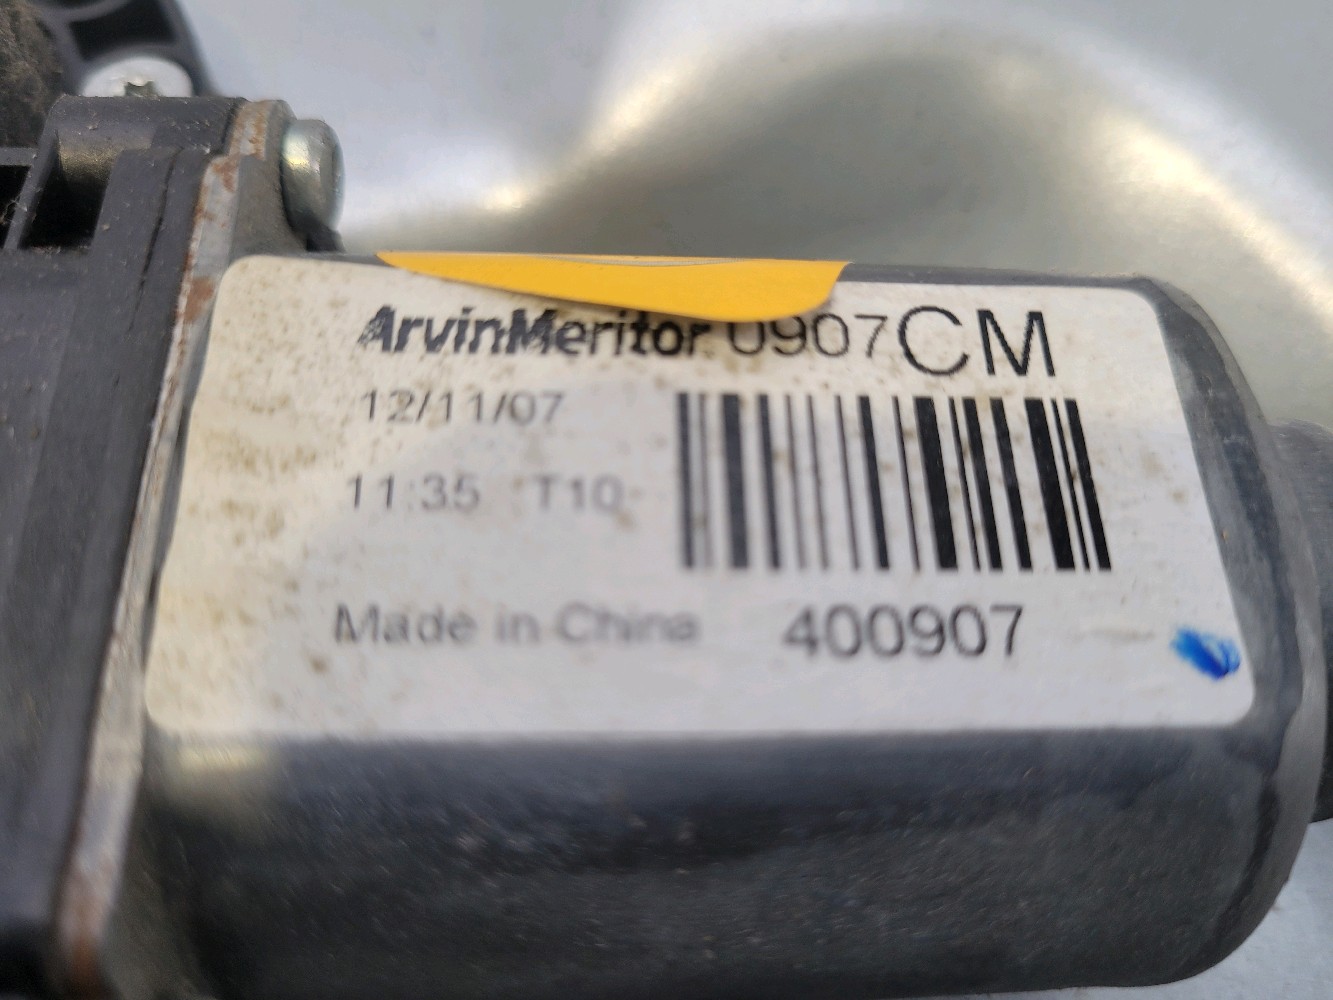 ArvinMeritor 0907CM
12/11/07
11:35 T10
Made in China 400907